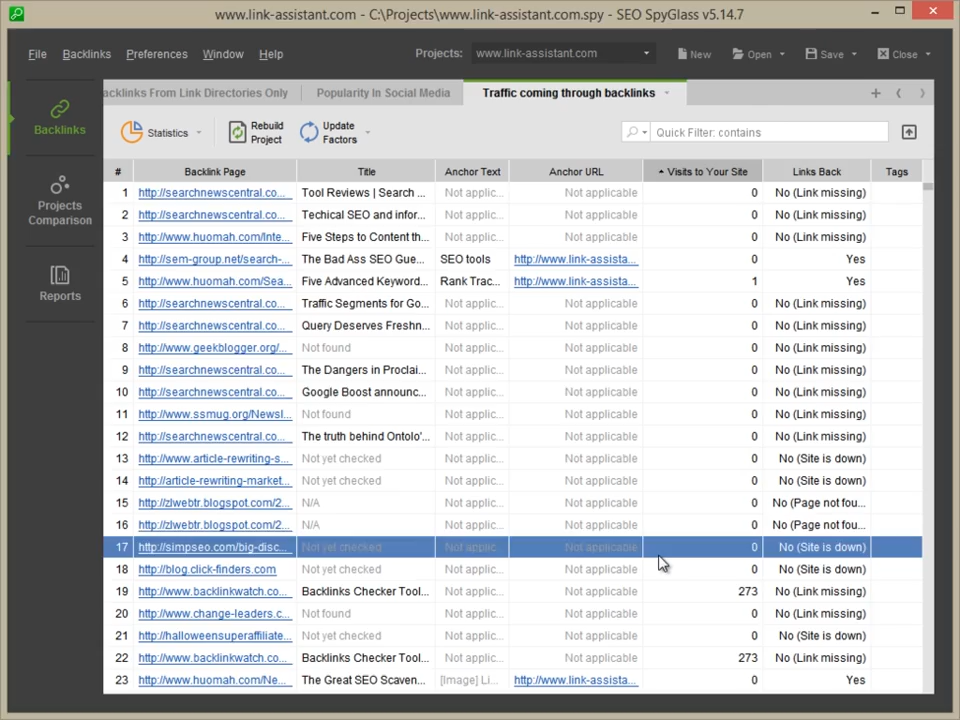 www.link-assistant.com - C:\Projects\www.link-assistant.com.spy - SEO SpyGlass v5.14.7
File Backlinks Preferences Window Help Projects: www.link-assistant.com New Open Save Close
acklinks From Link Directories Only Popularity In Social Media Traffic coming through backlinks
Backlinks
Projects
Comparison
Reports
Statistics Rebuild Project Update Factors Quick Filter: contains
# Backlink Page Title Anchor Text Anchor URL Visits to Your Site Links Back Tags
1 http://searchnewscentral.co... Tool Reviews | Search ... Not applic... Not applicable 0 No (Link missing)
2 http://searchnewscentral.co... Techical SEO and infor... Not applic... Not applicable 0 No (Link missing)
3 http://www.huomah.com/Inte... Five Steps to Content th... Not applic... Not applicable 0 No (Link missing)
4 http://sem-group.net/search-... The Bad Ass SEO Gue... SEO tools http://www.link-assista... 0 Yes
5 http://www.huomah.com/Sea... Five Advanced Keyword... Rank Trac... http://www.link-assista... 1 Yes
6 http://searchnewscentral.co... Traffic Segments for Go... Not applic... Not applicable 0 No (Link missing)
7 http://searchnewscentral.co... Query Deserves Freshn... Not applic... Not applicable 0 No (Link missing)
8 http://www.geekblogger.org/... Not found Not applic... Not applicable 0 No (Link missing)
9 http://searchnewscentral.co... The Dangers in Proclai... Not applic... Not applicable 0 No (Link missing)
10 http://searchnewscentral.co... Google Boost announc... Not applic... Not applicable 0 No (Link missing)
11 http://www.ssmug.org/Newsl... Not found Not applic... Not applicable 0 No (Link missing)
12 http://searchnewscentral.co... The truth behind Ontolo'... Not applic... Not applicable 0 No (Link missing)
13 http://www.article-rewriting-s... Not yet checked Not applic... Not applicable 0 No (Site is down)
14 http://article-rewriting-market... Not yet checked Not applic... Not applicable 0 No (Site is down)
15 http://zlwebtr.blogspot.com/2... N/A Not applic... Not applicable 0 No (Page not fou...
16 http://zlwebtr.blogspot.com/2... N/A Not applic... Not applicable 0 No (Page not fou...
17 http://simpseo.com/big-disc... Not yet checked Not applic... Not applicable 0 No (Site is down)
18 http://blog.click-finders.com Not yet checked Not applic... Not applicable 0 No (Site is down)
19 http://www.backlinkwatch.co... Backlinks Checker Tool... Not applic... Not applicable 273 No (Link missing)
20 http://www.change-leaders.c... Not found Not applic... Not applicable 0 No (Link missing)
21 http://halloweensuperaffiliate... Not yet checked Not applic... Not applicable 0 No (Site is down)
22 http://www.backlinkwatch.co... Backlinks Checker Tool... Not applic... Not applicable 273 No (Link missing)
23 http://www.huomah.com/Ne... The Great SEO Scaven... [Image] Li... http://www.link-assista... 0 Yes